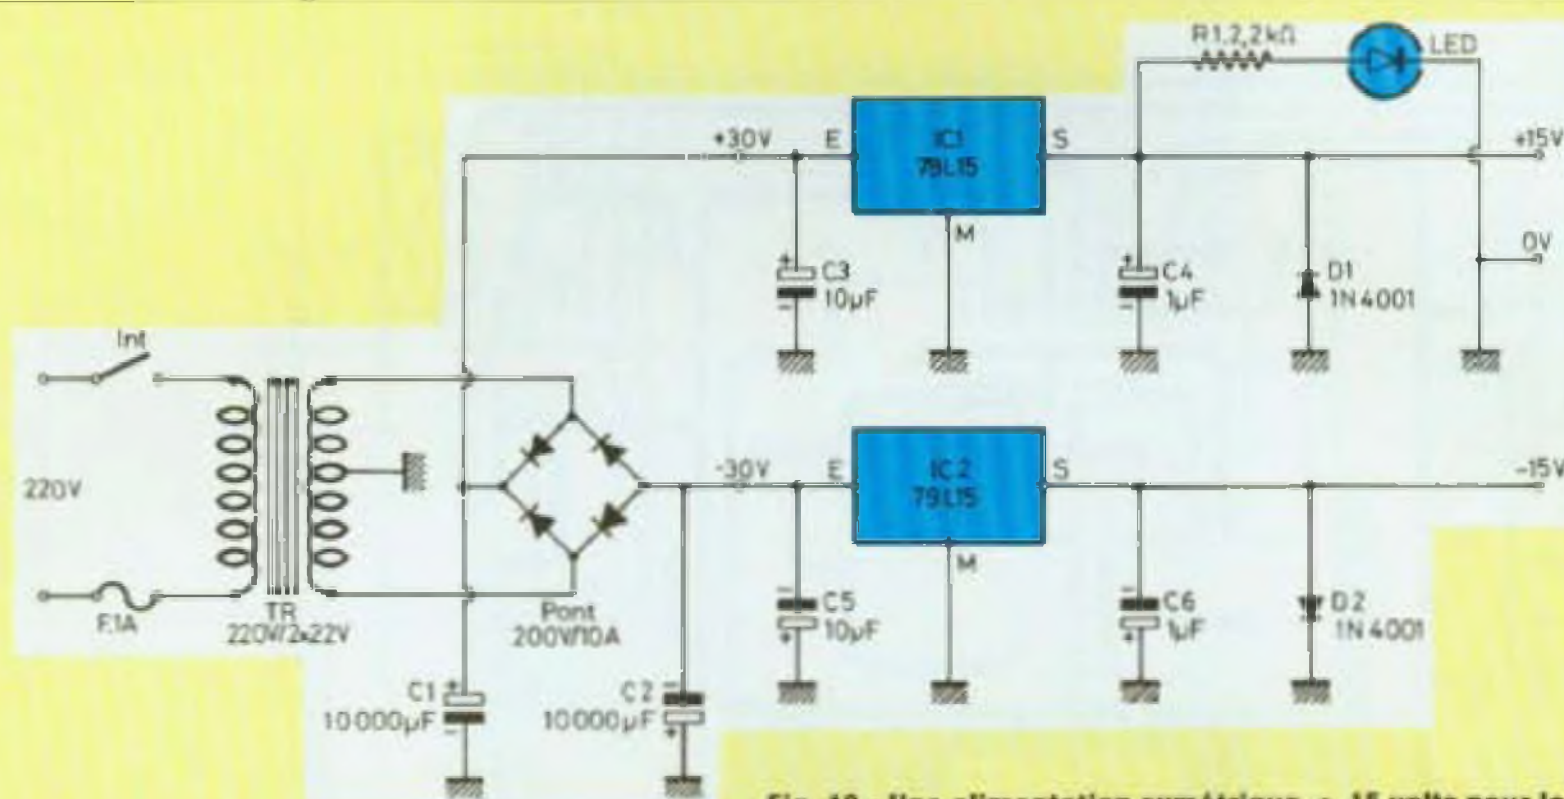 R1.2,2kΩ
LED
+30V
E
IC1
78L15
S
+15V
M
0V
C3
10µF
C4
1µF
D1
1N4001
Int
220V
F.1A
TR
220V/2x22V
Pont
200V/10A
-30V
E
IC2
79L15
S
-15V
M
C5
10µF
C6
1µF
D2
1N4001
C1
10000µF
C2
10000µF